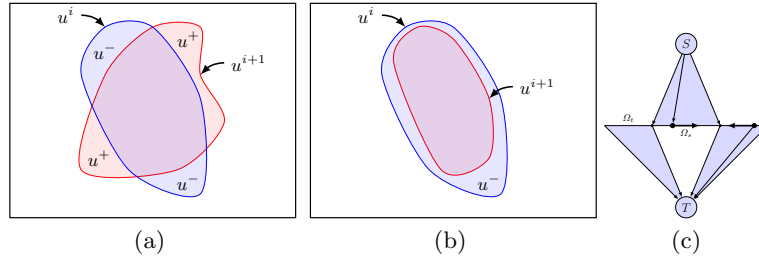 u^i
u^-
u^+
u^{i+1}
u^+
u^-
(a)
u^i
u^{i+1}
u^-
(b)
S
Ω_t
Ω_s
T
(c)